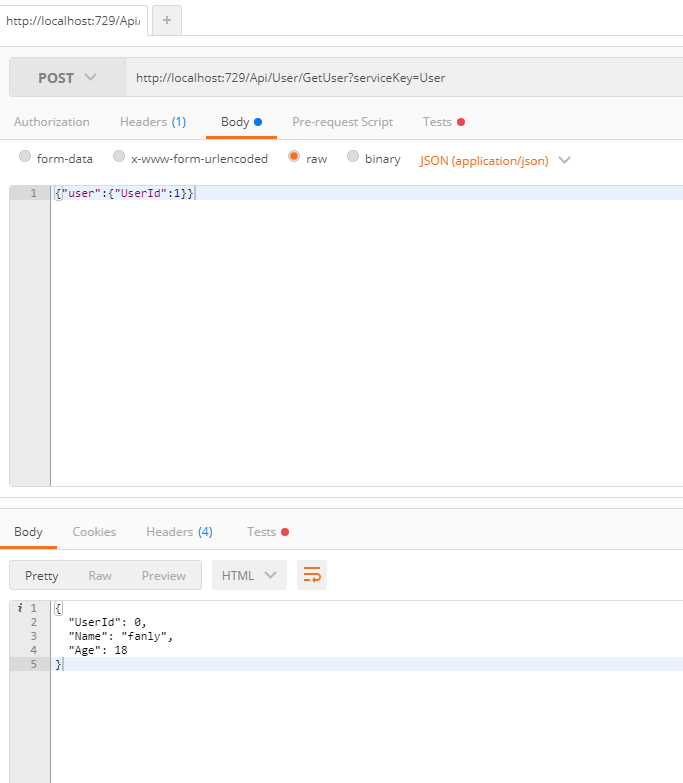 http://localhost:729/Api/
+
POST http://localhost:729/Api/User/GetUser?serviceKey=User
Authorization Headers (1) Body Pre-request Script Tests
form-data x-www-form-urlencoded raw binary JSON (application/json)
1 {"user":{"UserId":1}}
Body Cookies Headers (4) Tests
Pretty Raw Preview HTML
i 1 {
2 "UserId": 0,
3 "Name": "fanly",
4 "Age": 18
5 }